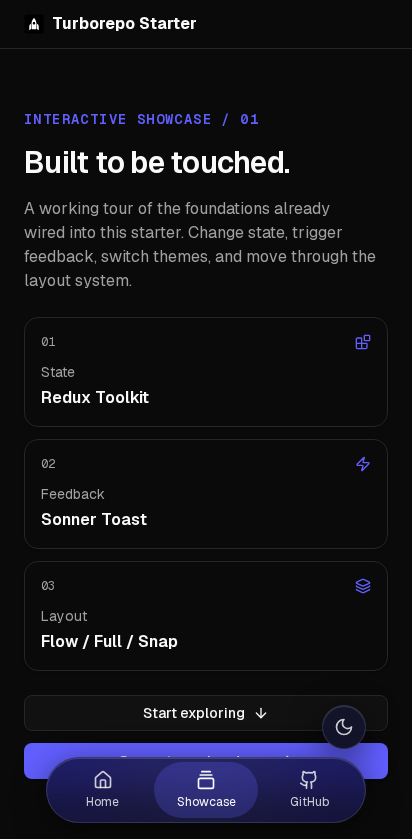 Turborepo Starter
INTERACTIVE SHOWCASE / 01
Built to be touched.
A working tour of the foundations already
wired into this starter. Change state, trigger
feedback, switch themes, and move through the
layout system.
01
State
Redux Toolkit
02
Feedback
Sonner Toast
03
Layout
Flow / Full / Snap
Start exploring
Home
Showcase
GitHub